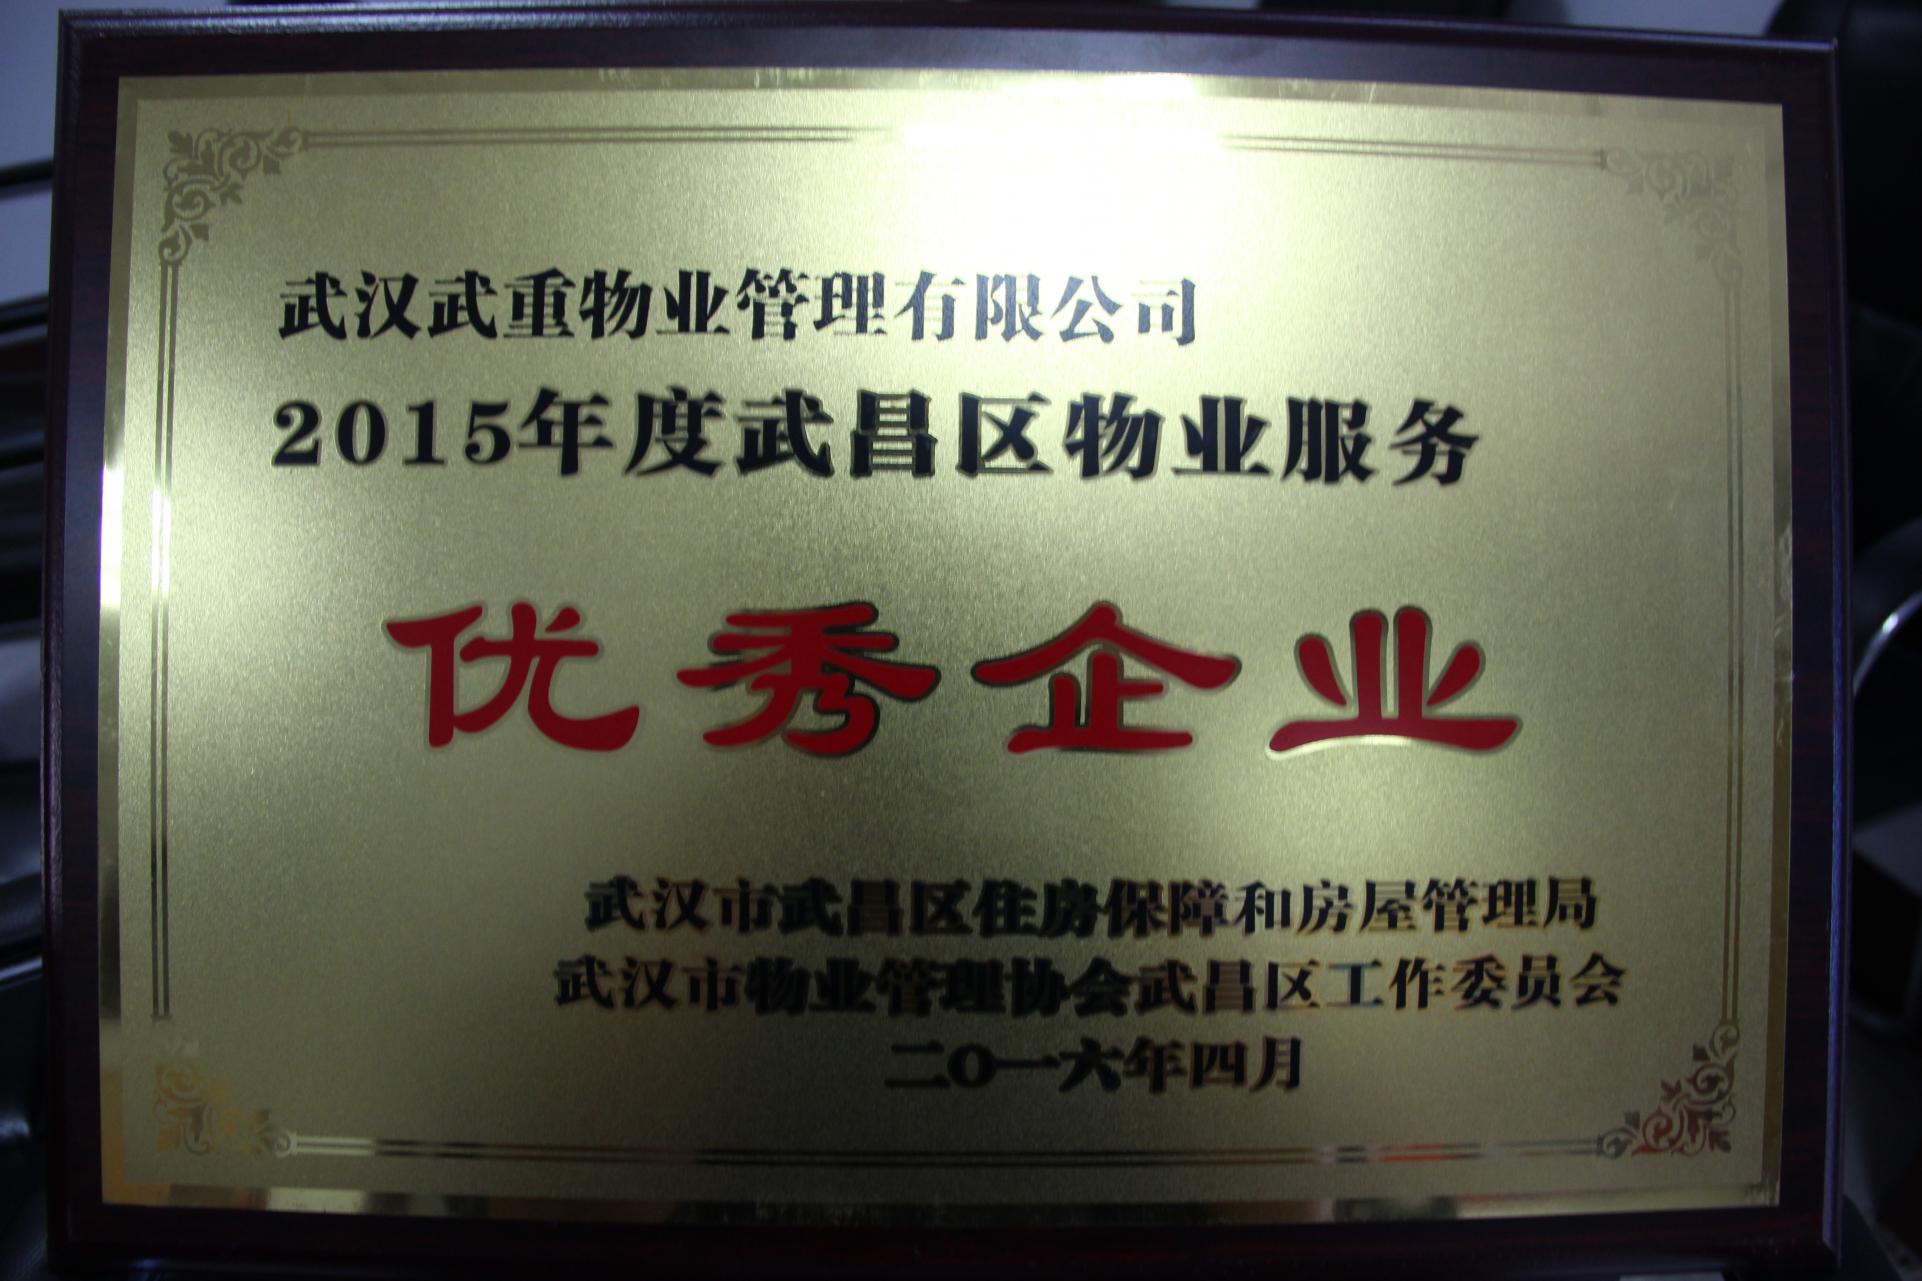 武汉武重物业管理有限公司
2015年度武昌区物业服务
优秀企业
武汉市武昌区住房保障和房屋管理局
武汉市物业管理协会武昌区工作委员会
二〇一六年四月